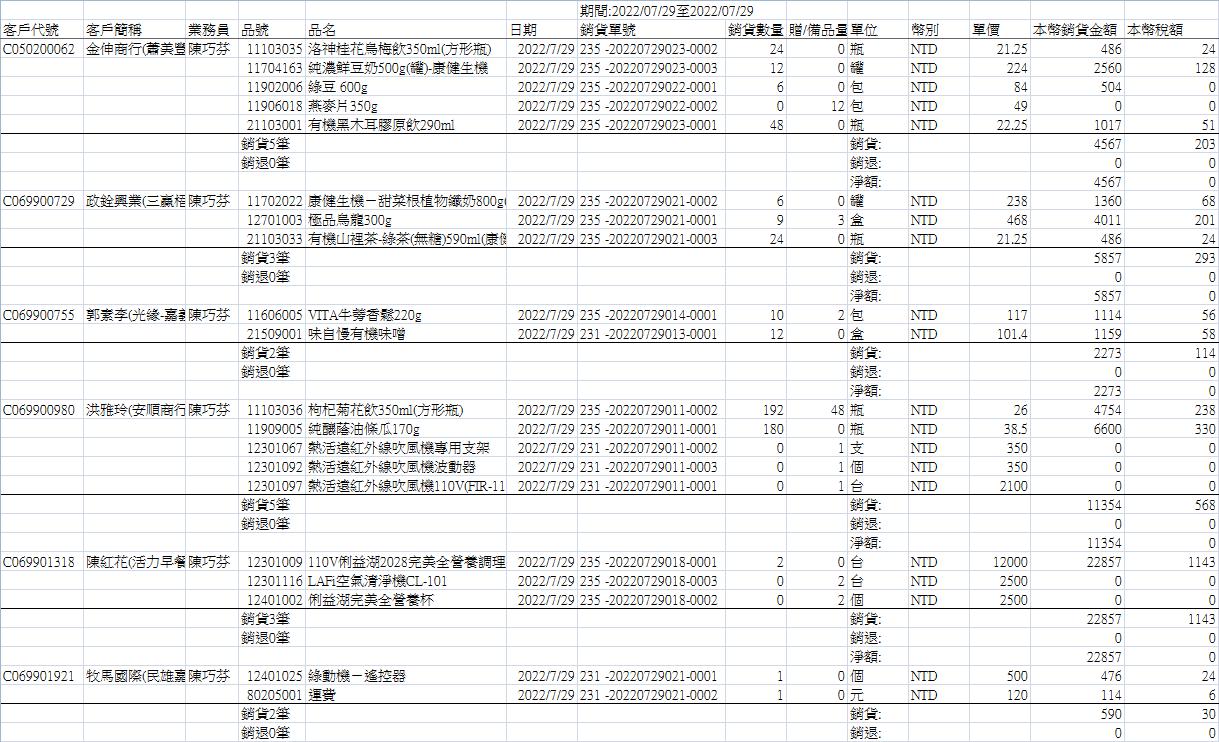 期間:2022/07/29至2022/07/29
客戶代號 客戶簡稱 業務員 品號 品名 日期 銷貨單號 銷貨數量 贈/備品量 單位 幣別 單價 本幣銷貨金額 本幣稅額
C050200062 金伸商行(蕭美豐 陳巧芬 11103035 洛神桂花烏梅飲350ml(方形瓶) 2022/7/29 235 -20220729023-0002 24 0 瓶 NTD 21.25 486 24
11704163 純濃鮮豆奶500g(罐)-康健生機 2022/7/29 235 -20220729023-0003 12 0 罐 NTD 224 2560 128
11902006 綠豆 600g 2022/7/29 235 -20220729022-0001 6 0 包 NTD 84 504 0
11906018 燕麥片350g 2022/7/29 235 -20220729022-0002 0 12 包 NTD 49 0 0
21103001 有機黑木耳膠原飲290ml 2022/7/29 235 -20220729023-0001 48 0 瓶 NTD 22.25 1017 51
銷貨5筆 銷貨: 4567 203
銷退0筆 銷退: 0 0
淨額: 4567 0
C069900729 政銓興業(三贏梧 陳巧芬 11702022 康健生機－甜菜根植物纖奶800g( 2022/7/29 235 -20220729021-0002 6 0 罐 NTD 238 1360 68
12701003 極品烏龍300g 2022/7/29 235 -20220729021-0001 9 3 盒 NTD 468 4011 201
21103033 有機山裡茶-綠茶(無糖)590ml(康健 2022/7/29 235 -20220729021-0003 24 0 瓶 NTD 21.25 486 24
銷貨3筆 銷貨: 5857 293
銷退0筆 銷退: 0 0
淨額: 5857 0
C069900755 郭素李(光緣-嘉義 陳巧芬 11606005 VITA牛蒡香鬆220g 2022/7/29 235 -20220729014-0001 10 2 包 NTD 117 1114 56
21509001 味自慢有機味噌 2022/7/29 231 -20220729013-0001 12 0 盒 NTD 101.4 1159 58
銷貨2筆 銷貨: 2273 114
銷退0筆 銷退: 0 0
淨額: 2273 0
C069900980 洪雅玲(安順商行 陳巧芬 11103036 枸杞菊花飲350ml(方形瓶) 2022/7/29 235 -20220729011-0002 192 48 瓶 NTD 26 4754 238
11909005 純釀蔭油條瓜170g 2022/7/29 235 -20220729011-0001 180 0 瓶 NTD 38.5 6600 330
12301067 熱活遠紅外線吹風機專用支架 2022/7/29 231 -20220729011-0002 0 1 支 NTD 350 0 0
12301092 熱活遠紅外線吹風機波動器 2022/7/29 231 -20220729011-0003 0 1 個 NTD 350 0 0
12301097 熱活遠紅外線吹風機110V(FIR-11 2022/7/29 231 -20220729011-0001 0 1 台 NTD 2100 0 0
銷貨5筆 銷貨: 11354 568
銷退0筆 銷退: 0 0
淨額: 11354 0
C069901318 陳紅花(活力早餐 陳巧芬 12301009 110V俐益湖2028完美全營養調理 2022/7/29 235 -20220729018-0001 2 0 台 NTD 12000 22857 1143
12301116 LAFi空氣清淨機CL-101 2022/7/29 235 -20220729018-0003 0 2 台 NTD 2500 0 0
12401002 俐益湖完美全營養杯 2022/7/29 235 -20220729018-0002 0 2 個 NTD 2500 0 0
銷貨3筆 銷貨: 22857 1143
銷退0筆 銷退: 0 0
淨額: 22857 0
C069901921 牧馬國際(民雄嘉 陳巧芬 12401025 綠動機－遙控器 2022/7/29 231 -20220729021-0001 1 0 個 NTD 500 476 24
80205001 運費 2022/7/29 231 -20220729021-0002 1 0 元 NTD 120 114 6
銷貨2筆 銷貨: 590 30
銷退0筆 銷退: 0 0